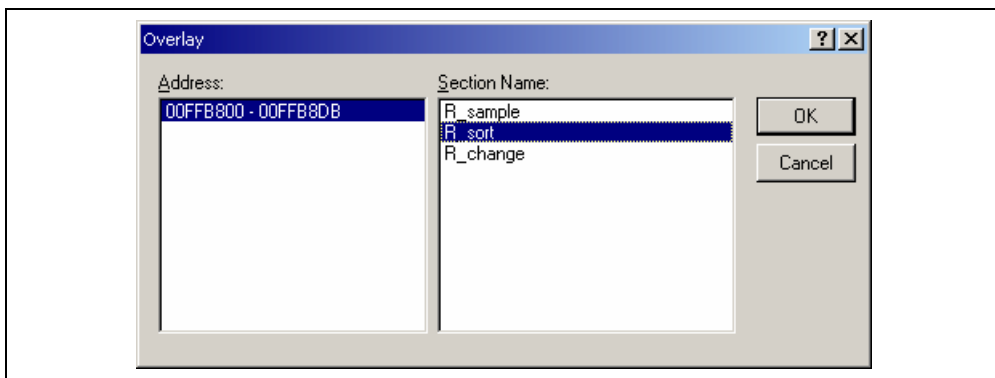 Overlay
Address:
00FFB800 - 00FFB8DB
Section Name:
R_sample
R_sort
R_change
OK
Cancel